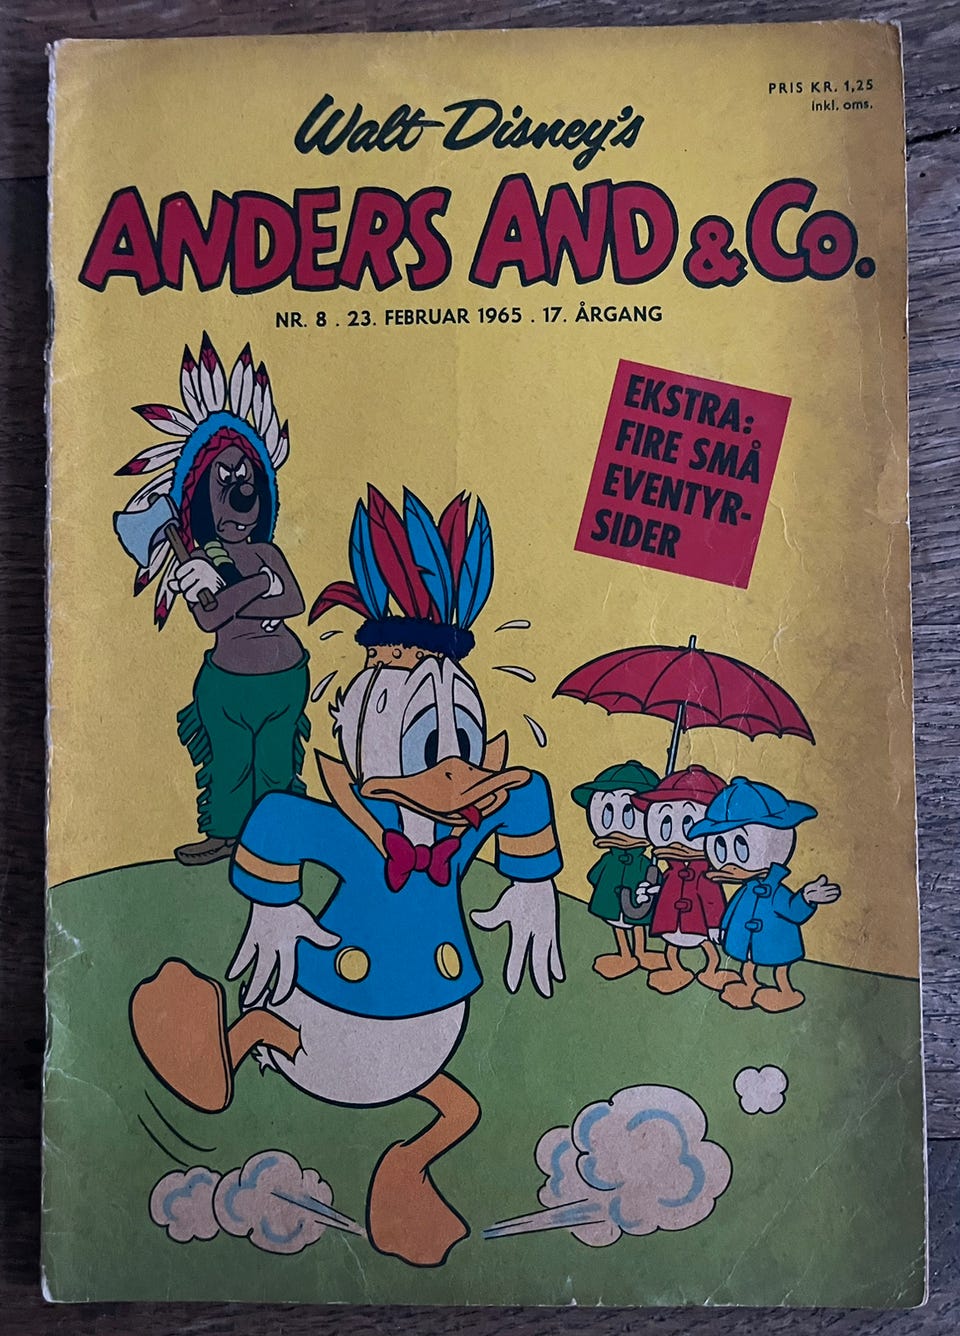 PRIS KR. 1,25
inkl. oms.
Walt Disney's
ANDERS AND & Co.
NR. 8 . 23. FEBRUAR 1965 . 17. ÅRGANG
EKSTRA:
FIRE SMÅ
EVENTYR-
SIDER